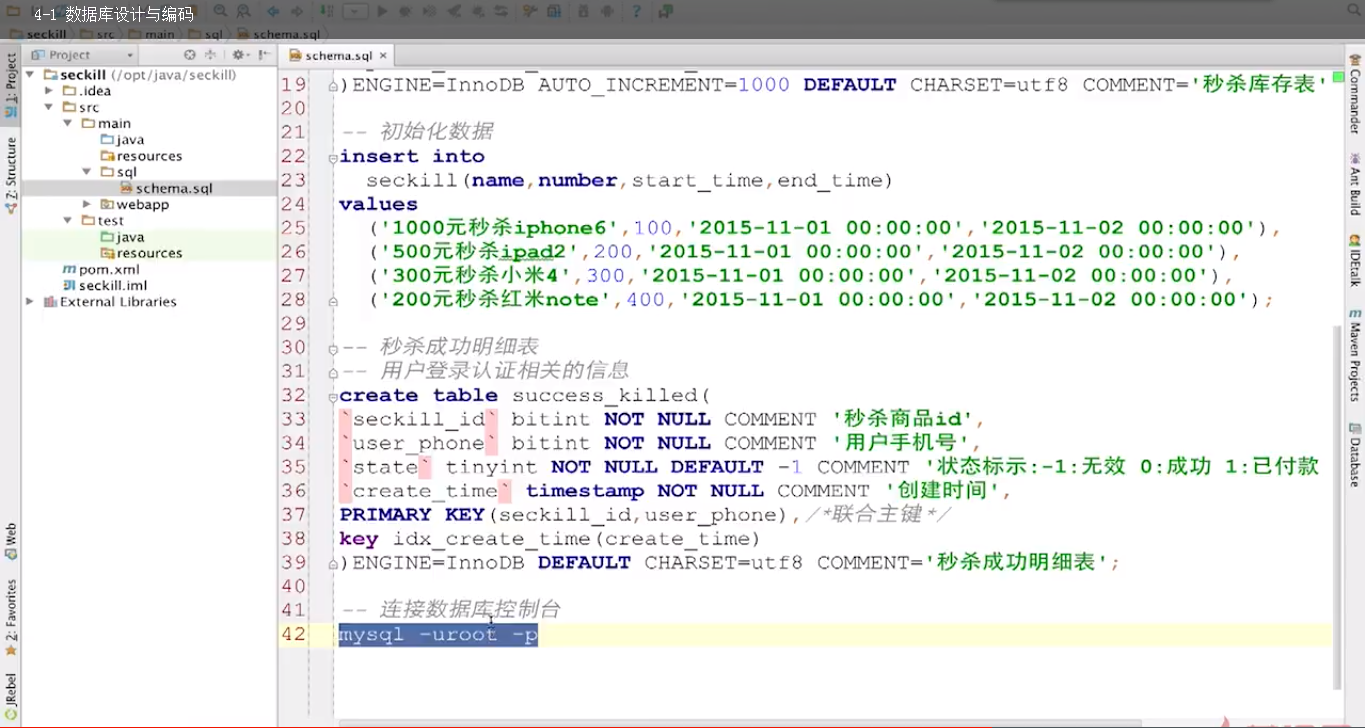 4-1 数据库设计与编码
seckill src main sql schema.sql
Project
schema.sql
1: Project
Z: Structure
Web
2: Favorites
JRebel
seckill (/opt/java/seckill)
.idea
src
main
java
resources
sql
schema.sql
webapp
test
java
resources
pom.xml
seckill.iml
External Libraries
19 )ENGINE=InnoDB AUTO_INCREMENT=1000 DEFAULT CHARSET=utf8 COMMENT='秒杀库存表'
20
21 -- 初始化数据
22 insert into
23 seckill(name,number,start_time,end_time)
24 values
25 ('1000元秒杀iphone6',100,'2015-11-01 00:00:00','2015-11-02 00:00:00'),
26 ('500元秒杀ipad2',200,'2015-11-01 00:00:00','2015-11-02 00:00:00'),
27 ('300元秒杀小米4',300,'2015-11-01 00:00:00','2015-11-02 00:00:00'),
28 ('200元秒杀红米note',400,'2015-11-01 00:00:00','2015-11-02 00:00:00');
29
30 -- 秒杀成功明细表
31 -- 用户登录认证相关的信息
32 create table success_killed(
33 `seckill_id` bitint NOT NULL COMMENT '秒杀商品id',
34 `user_phone` bitint NOT NULL COMMENT '用户手机号',
35 `state` tinyint NOT NULL DEFAULT -1 COMMENT '状态标示:-1:无效 0:成功 1:已付款
36 `create_time` timestamp NOT NULL COMMENT '创建时间',
37 PRIMARY KEY(seckill_id,user_phone),/*联合主键*/
38 key idx_create_time(create_time)
39 )ENGINE=InnoDB DEFAULT CHARSET=utf8 COMMENT='秒杀成功明细表';
40
41 -- 连接数据库控制台
42 mysql -uroot -p
Commander
Ant Build
IDEtalk
Maven Projects
Database